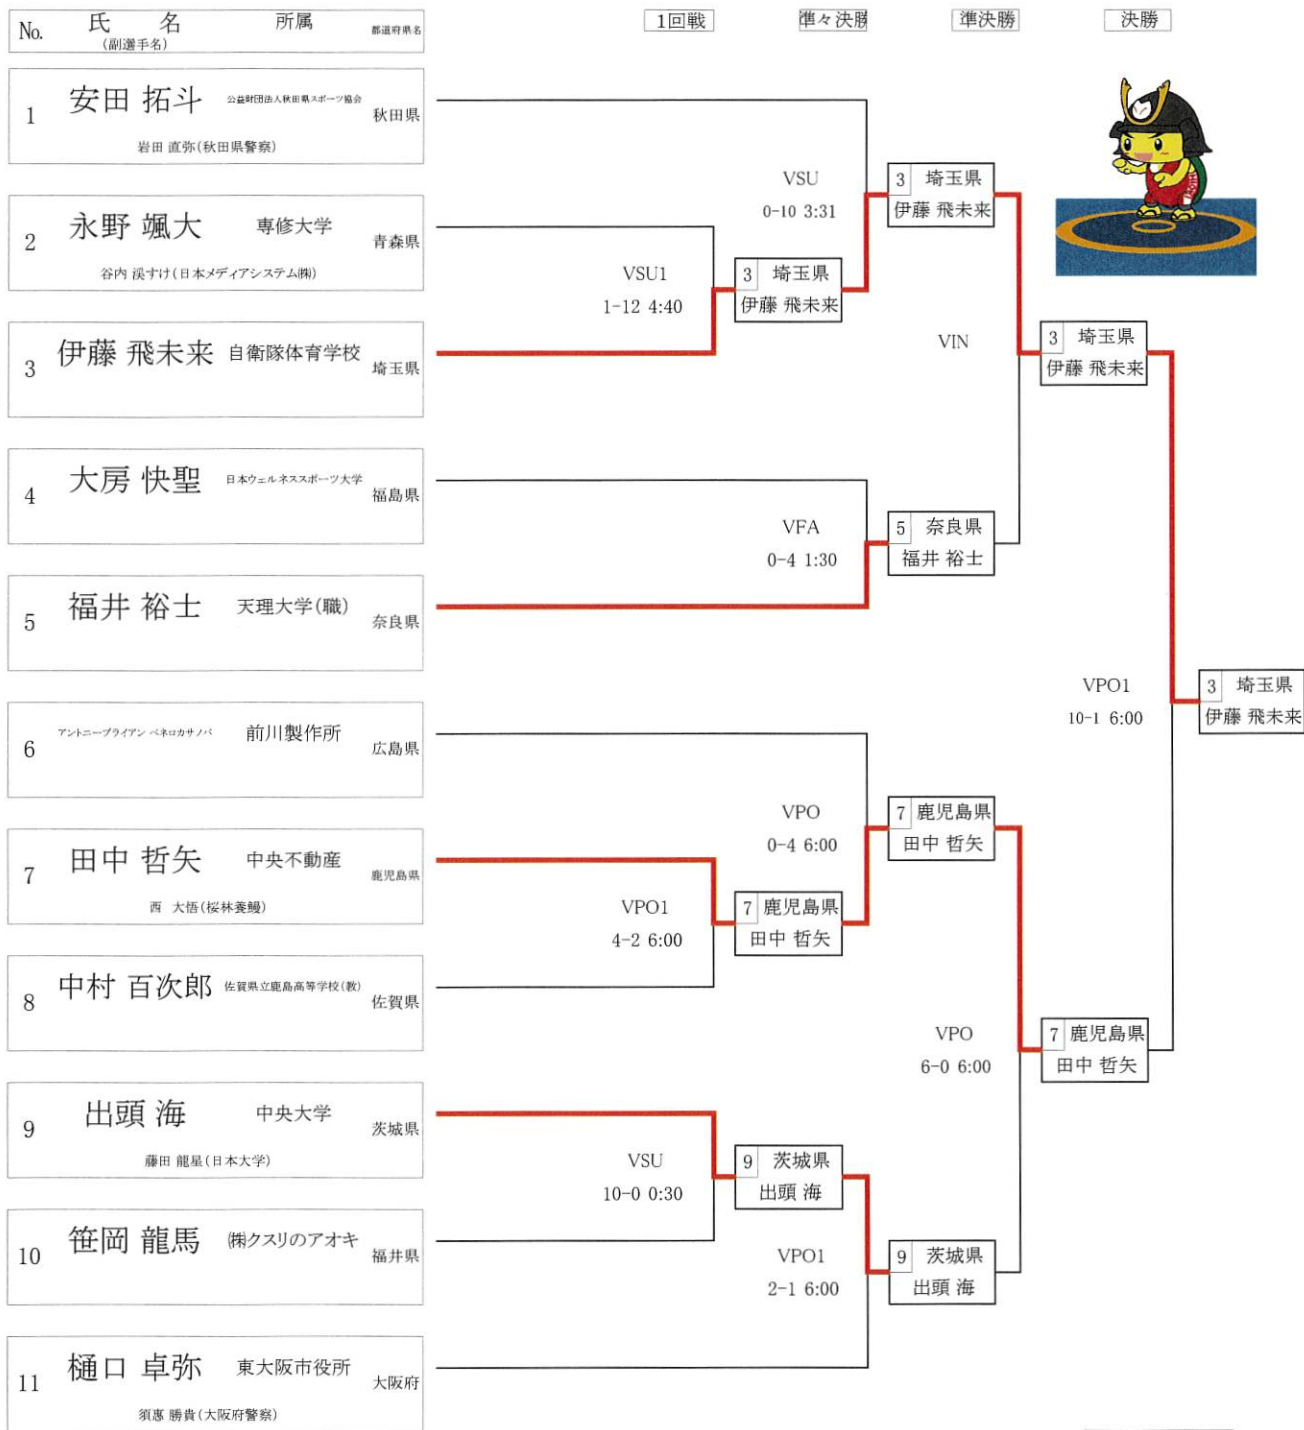 No. 氏 名 所属 都道府県名 1回戦 準々決勝 準決勝 決勝
(副選手名)
1 安田 拓斗 公益財団法人秋田県スポーツ協会 秋田県
岩田 直弥(秋田県警察)
VSU
0-10 3:31
3 埼玉県
伊藤 飛未来
2 永野 颯大 専修大学 青森県
谷内 渓すけ(日本メディアシステム㈱)
VSU1
1-12 4:40
3 埼玉県
伊藤 飛未来
3 伊藤 飛未来 自衛隊体育学校 埼玉県
VIN
3 埼玉県
伊藤 飛未来
4 大房 快聖 日本ウェルネススポーツ大学 福島県
VFA
0-4 1:30
5 奈良県
福井 裕士
5 福井 裕士 天理大学(職) 奈良県
VPO1
10-1 6:00
3 埼玉県
伊藤 飛未来
6 アントニーブライアン ベネロカサノバ 前川製作所 広島県
VPO
0-4 6:00
7 鹿児島県
田中 哲矢
7 田中 哲矢 中央不動産 鹿児島県
西 大悟(桜林養鰻)
VPO1
4-2 6:00
7 鹿児島県
田中 哲矢
8 中村 百次郎 佐賀県立鹿島高等学校(教) 佐賀県
VPO
6-0 6:00
7 鹿児島県
田中 哲矢
9 出頭 海 中央大学 茨城県
藤田 龍星(日本大学)
VSU
10-0 0:30
9 茨城県
出頭 海
10 笹岡 龍馬 ㈱クスリのアオキ 福井県
VPO1
2-1 6:00
9 茨城県
出頭 海
11 樋口 卓弥 東大阪市役所 大阪府
須惠 勝貴(大阪府警察)